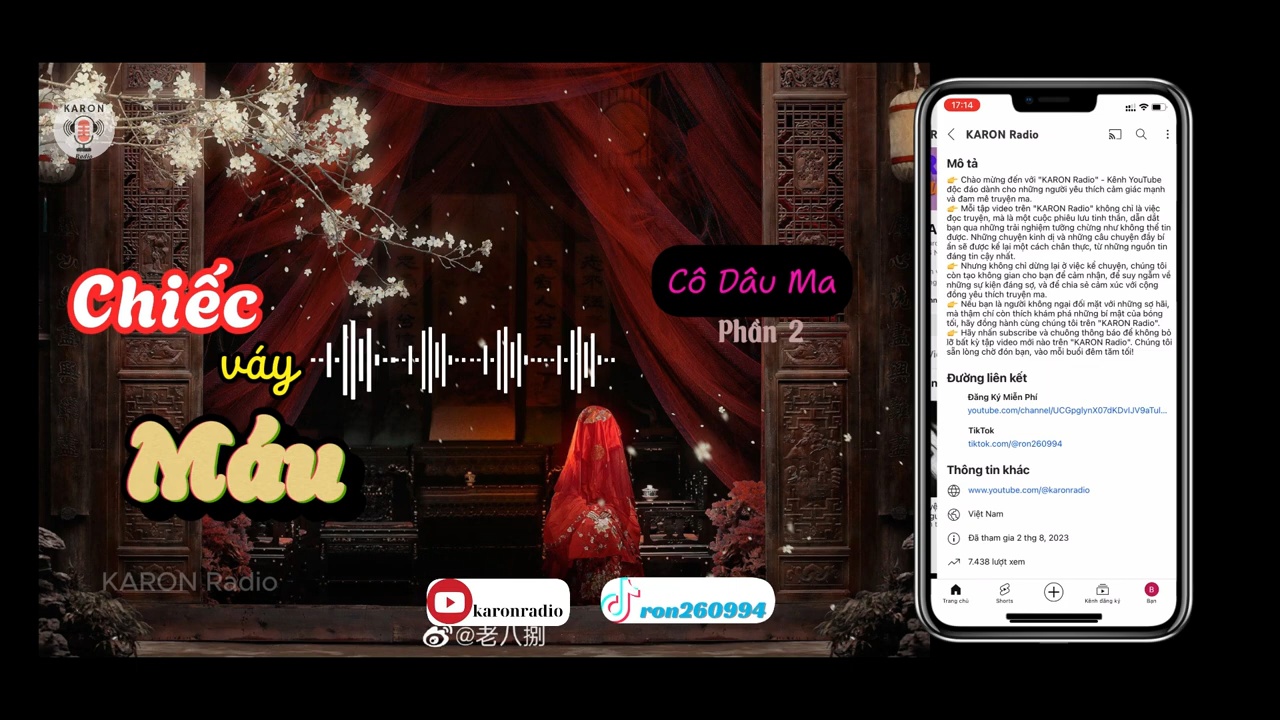 KARON
Radio
Chiếc
váy
Máu
Cô Dâu Ma
Phần 2
KARON Radio
karonradio
ron260994
@老八捌
17:14
KARON Radio
Mô tả
👉 Chào mừng đến với "KARON Radio" - Kênh YouTube
độc đáo dành cho những người yêu thích cảm giác mạnh
và đam mê truyện ma.
👉 Mỗi tập video trên "KARON Radio" không chỉ là việc
đọc truyện, mà là một cuộc phiêu lưu tinh thần, dẫn dắt
bạn qua những trải nghiệm tưởng chừng như không thể tin
được. Những chuyện kinh dị và những câu chuyện đầy bí
ẩn sẽ được kể lại một cách chân thực, từ những nguồn tin
đáng tin cậy nhất.
👉 Nhưng không chỉ dừng lại ở việc kể chuyện, chúng tôi
còn tạo không gian cho bạn để cảm nhận, để suy ngẫm về
những sự kiện đáng sợ, và để chia sẻ cảm xúc với cộng
đồng yêu thích truyện ma.
👉 Nếu bạn là người không ngại đối mặt với những sợ hãi,
mà thậm chí còn thích khám phá những bí mật của bóng
tối, hãy đồng hành cùng chúng tôi trên "KARON Radio".
👉 Hãy nhấn subscribe và chuông thông báo để không bỏ
lỡ bất kỳ tập video mới nào trên "KARON Radio". Chúng tôi
sẵn lòng chờ đón bạn, vào mỗi buổi đêm tăm tối!
Đường liên kết
Đăng Ký Miễn Phí
youtube.com/channel/UCGpglynX07dKDvIJV9aTul...
TikTok
tiktok.com/@ron260994
Thông tin khác
www.youtube.com/@karonradio
Việt Nam
Đã tham gia 2 thg 8, 2023
7.438 lượt xem
Trang chủ
Shorts
Kênh đăng ký
B
Bạn